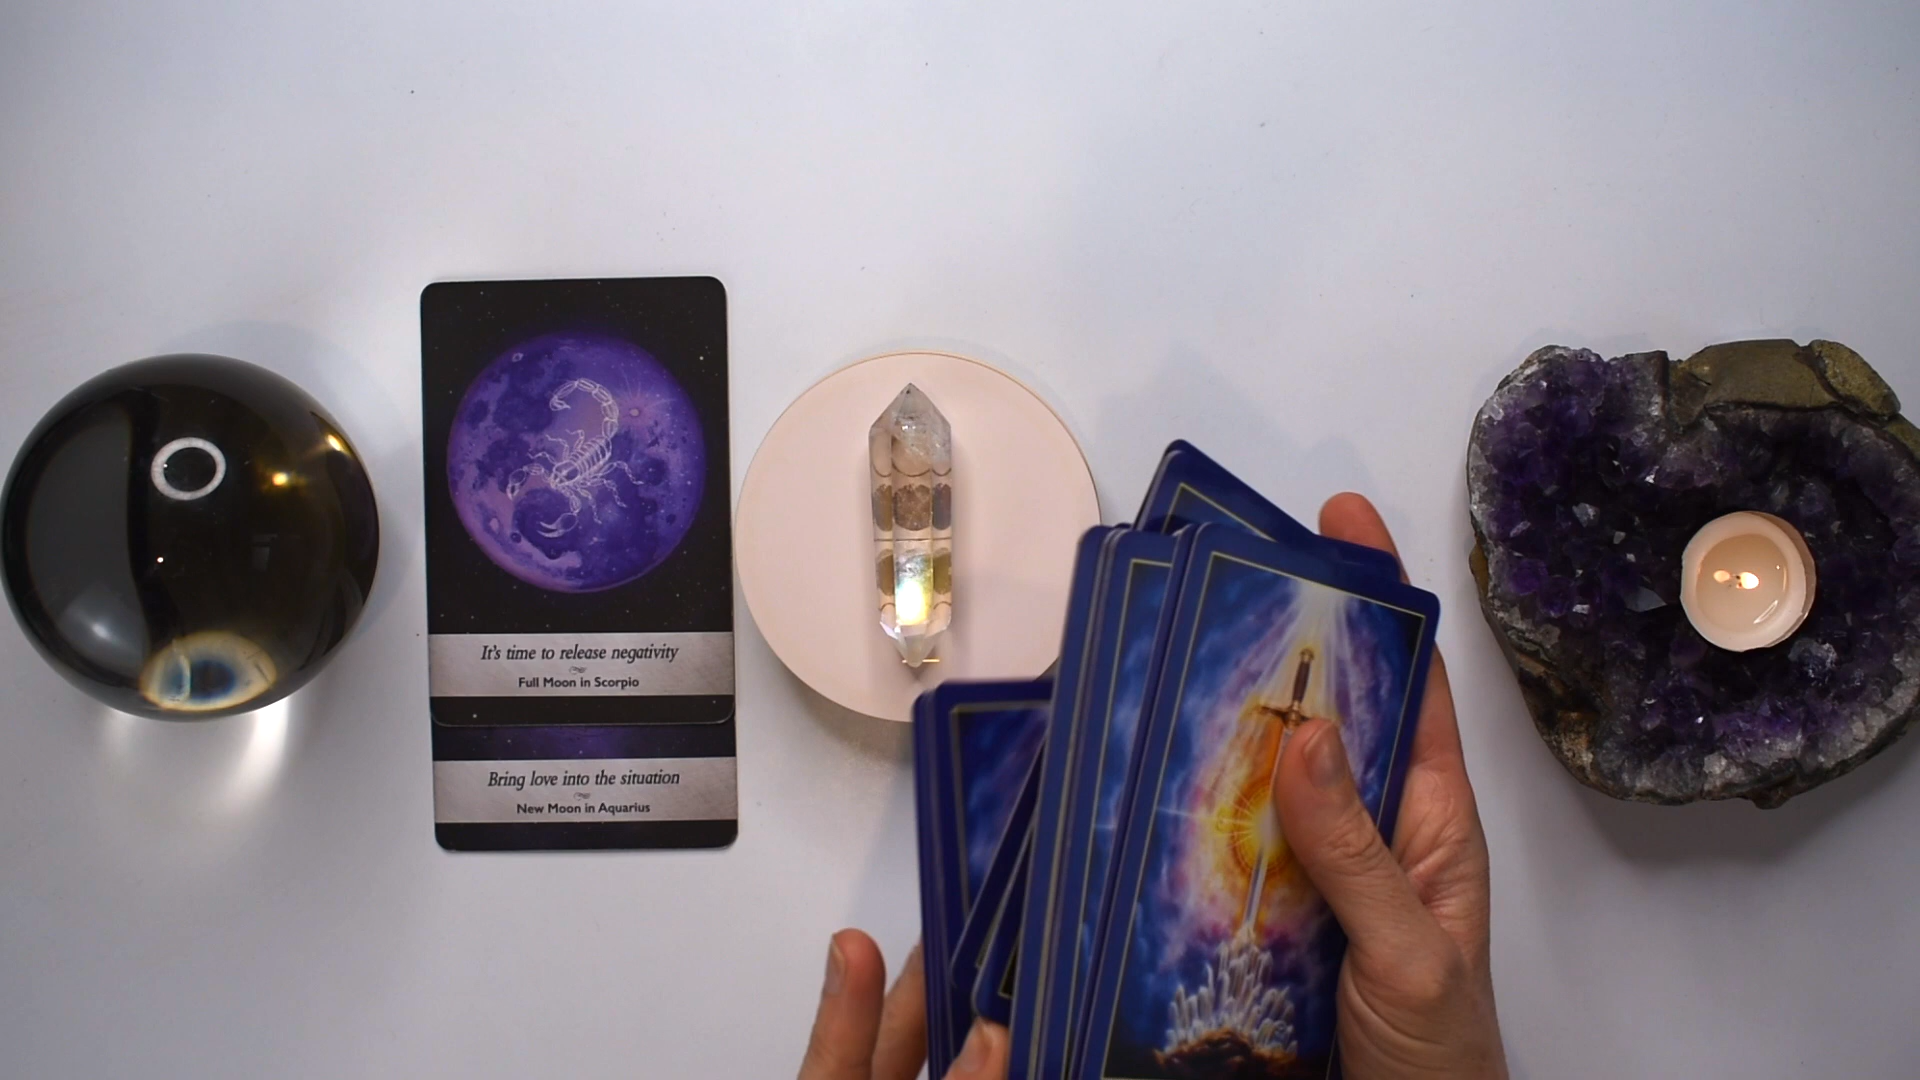 It's time to release negativity
Full Moon in Scorpio
Bring love into the situation
New Moon in Aquarius